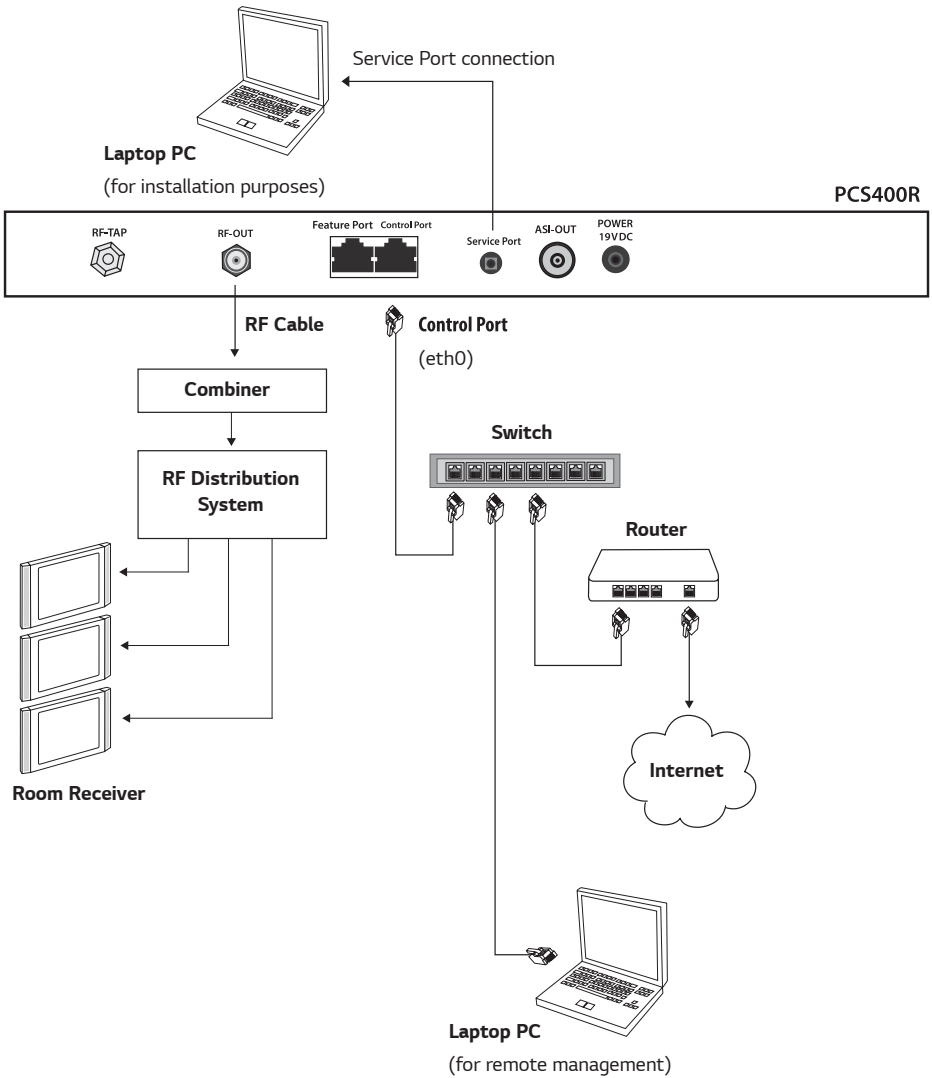 Service Port connection
Laptop PC
(for installation purposes)
PCS400R
RF-TAP
RF-OUT
Feature Port
Control Port
Service Port
ASI-OUT
POWER
19V DC
RF Cable
Control Port
(eth0)
Combiner
Switch
RF Distribution
System
Router
Internet
Room Receiver
Laptop PC
(for remote management)